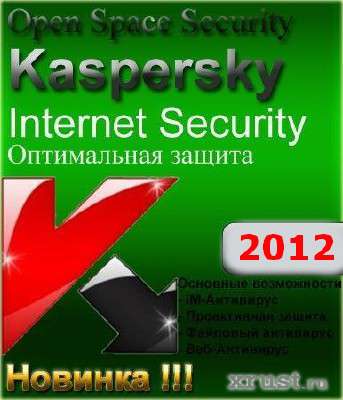 Open Space Security
Kaspersky
Internet Security
Оптимальная защита
2012
Основные возможности
- iM-Антивирус
- Проактивная защита
- Файловый антивирус
- Веб-Антивирус
Новинка !!!
xrust.ru